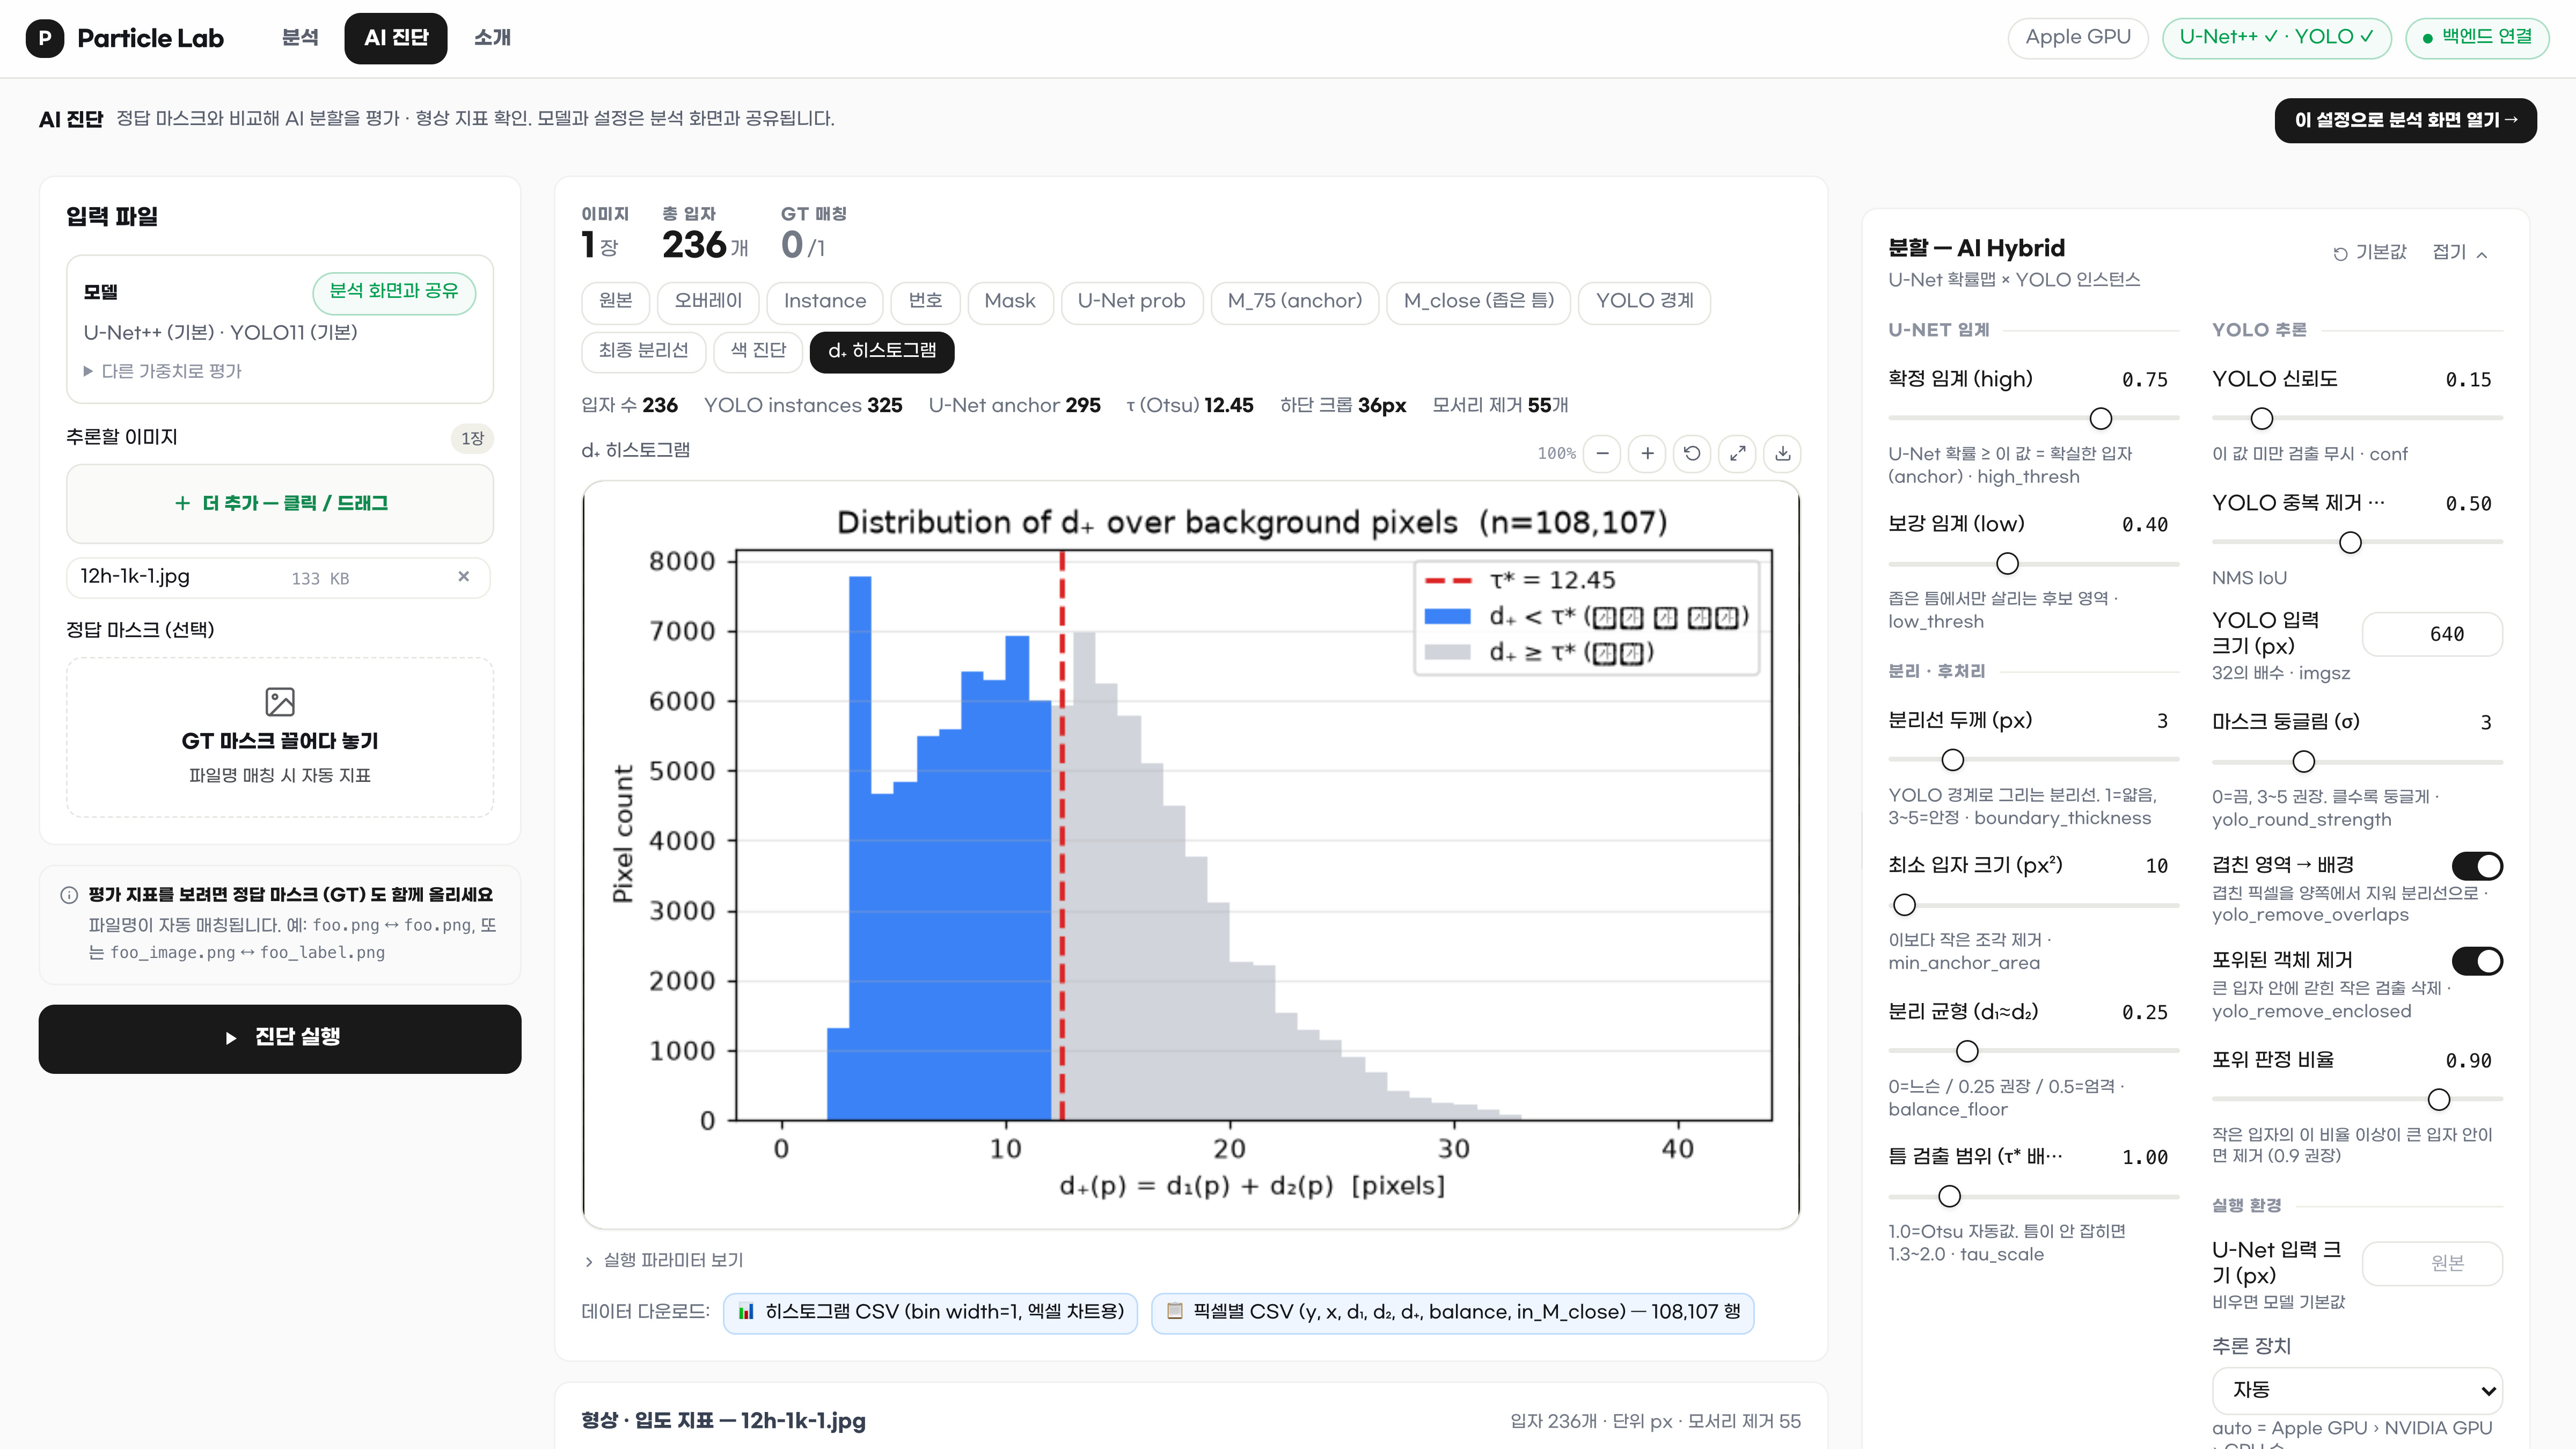 P Particle Lab 분석 AI 진단 소개 Apple GPU U-Net++ ✓ · YOLO ✓ ● 백엔드 연결
AI 진단 정답 마스크와 비교해 AI 분할을 평가 · 형상 지표 확인. 모델과 설정은 분석 화면과 공유됩니다. 이 설정으로 분석 화면 열기 →
입력 파일
모델 분석 화면과 공유
U-Net++ (기본) · YOLO11 (기본)
▶ 다른 가중치로 평가
추론할 이미지 1장
+ 더 추가 — 클릭 / 드래그
12h-1k-1.jpg 133 KB ×
정답 마스크 (선택)
GT 마스크 끌어다 놓기
파일명 매칭 시 자동 지표
평가 지표를 보려면 정답 마스크 (GT) 도 함께 올리세요
파일명이 자동 매칭됩니다. 예: foo.png ↔ foo.png, 또
는 foo_image.png ↔ foo_label.png
▶ 진단 실행
이미지 총 입자 GT 매칭
1 장 236 개 0 /1
원본 오버레이 Instance 번호 Mask U-Net prob M_75 (anchor) M_close (좁은 틈) YOLO 경계
최종 분리선 색 진단 d₊ 히스토그램
입자 수 236 YOLO instances 325 U-Net anchor 295 τ (Otsu) 12.45 하단 크롭 36px 모서리 제거 55개
d₊ 히스토그램 100% − +
Distribution of d₊ over background pixels (n=108,107)
τ* = 12.45
d₊ < τ* ( )
d₊ ≥ τ* ( )
8000
7000
6000
5000
4000
3000
2000
1000
0
Pixel count
0 10 20 30 40
d₊(p) = d₁(p) + d₂(p) [pixels]
› 실행 파라미터 보기
데이터 다운로드: 히스토그램 CSV (bin width=1, 엑셀 차트용) 픽셀별 CSV (y, x, d₁, d₂, d₊, balance, in_M_close) — 108,107 행
형상 · 입도 지표 — 12h-1k-1.jpg 입자 236개 · 단위 px · 모서리 제거 55
분할 — AI Hybrid 기본값 접기
U-Net 확률맵 × YOLO 인스턴스
U-NET 임계
확정 임계 (high) 0.75
U-Net 확률 ≥ 이 값 = 확실한 입자
(anchor) · high_thresh
보강 임계 (low) 0.40
좁은 틈에서만 살리는 후보 영역 ·
low_thresh
분리 · 후처리
분리선 두께 (px) 3
YOLO 경계로 그리는 분리선. 1=얇음,
3~5=안정 · boundary_thickness
최소 입자 크기 (px²) 10
이보다 작은 조각 제거 ·
min_anchor_area
분리 균형 (d₁≈d₂) 0.25
0=느슨 / 0.25 권장 / 0.5=엄격 ·
balance_floor
틈 검출 범위 (τ* 배⋯ 1.00
1.0=Otsu 자동값. 틈이 안 잡히면
1.3~2.0 · tau_scale
YOLO 추론
YOLO 신뢰도 0.15
이 값 미만 검출 무시 · conf
YOLO 중복 제거 ⋯ 0.50
NMS IoU
YOLO 입력
크기 (px) 640
32의 배수 · imgsz
마스크 둥글림 (σ) 3
0=끔, 3~5 권장. 클수록 둥글게 ·
yolo_round_strength
겹친 영역 → 배경
겹친 픽셀을 양쪽에서 지워 분리선으로 ·
yolo_remove_overlaps
포위된 객체 제거
큰 입자 안에 갇힌 작은 검출 삭제 ·
yolo_remove_enclosed
포위 판정 비율 0.90
작은 입자의 이 비율 이상이 큰 입자 안이
면 제거 (0.9 권장)
실행 환경
U-Net 입력 크
기 (px) 원본
비우면 모델 기본값
추론 장치
자동
auto = Apple GPU › NVIDIA GPU